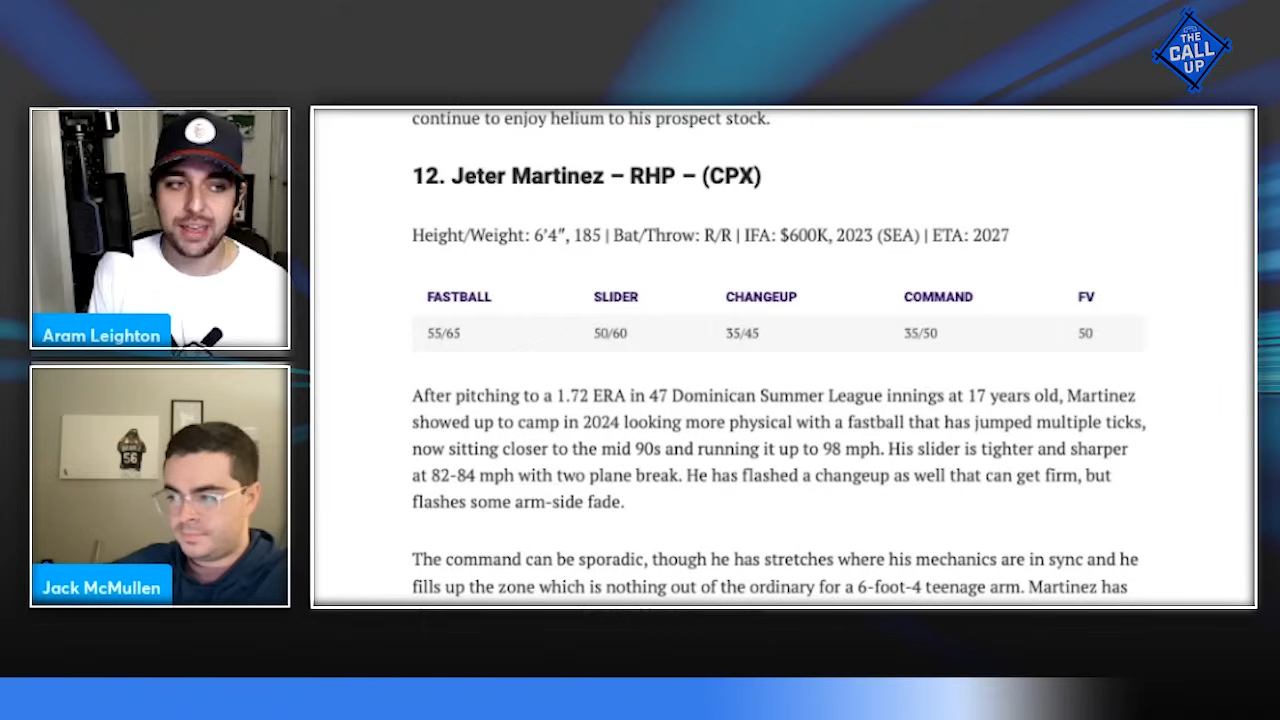 THE
CALL
UP
continue to enjoy helium to his prospect stock.
12. Jeter Martinez – RHP – (CPX)
Height/Weight: 6’4″, 185 | Bat/Throw: R/R | IFA: $600K, 2023 (SEA) | ETA: 2027
FASTBALL SLIDER CHANGEUP COMMAND FV
55/65 50/60 35/45 35/50 50
After pitching to a 1.72 ERA in 47 Dominican Summer League innings at 17 years old, Martinez
showed up to camp in 2024 looking more physical with a fastball that has jumped multiple ticks,
now sitting closer to the mid 90s and running it up to 98 mph. His slider is tighter and sharper
at 82-84 mph with two plane break. He has flashed a changeup as well that can get firm, but
flashes some arm-side fade.
The command can be sporadic, though he has stretches where his mechanics are in sync and he
fills up the zone which is nothing out of the ordinary for a 6-foot-4 teenage arm. Martinez has
Aram Leighton
56
Jack McMullen